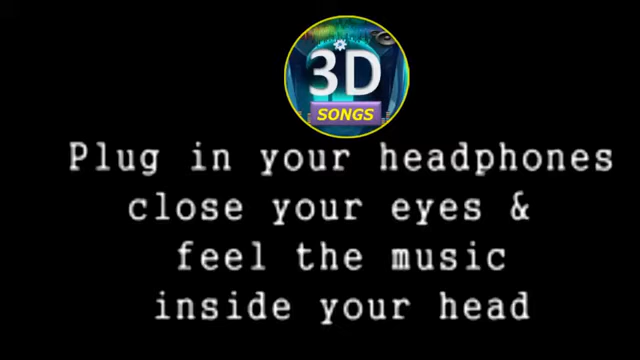 3D
SONGS
Plug in your headphones
close your eyes &
feel the music
inside your head